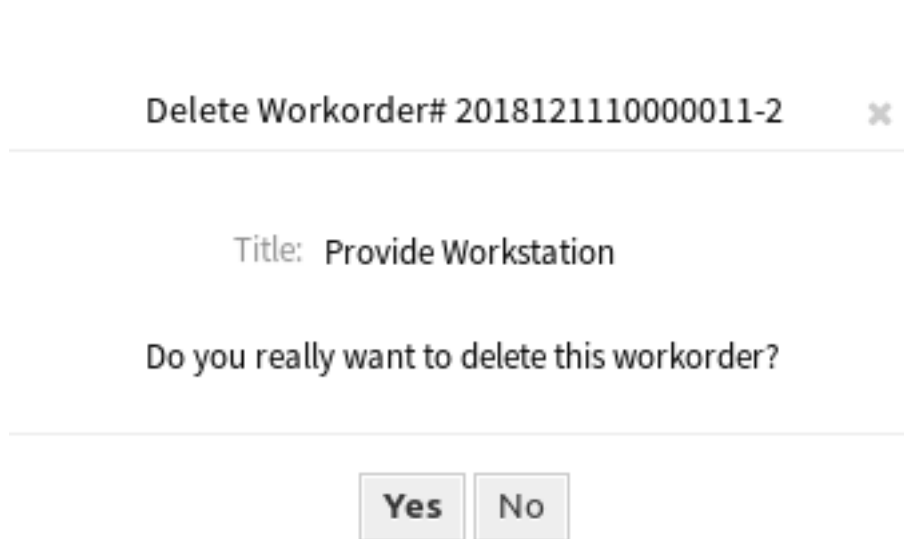 Delete Workorder# 2018121110000011-2
Title: Provide Workstation
Do you really want to delete this workorder?
Yes No